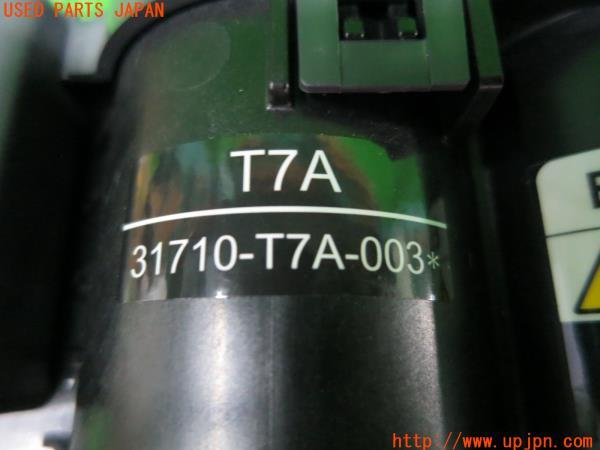 USED PARTS JAPAN
T7A
31710-T7A-003*
http://www.upjpn.com/